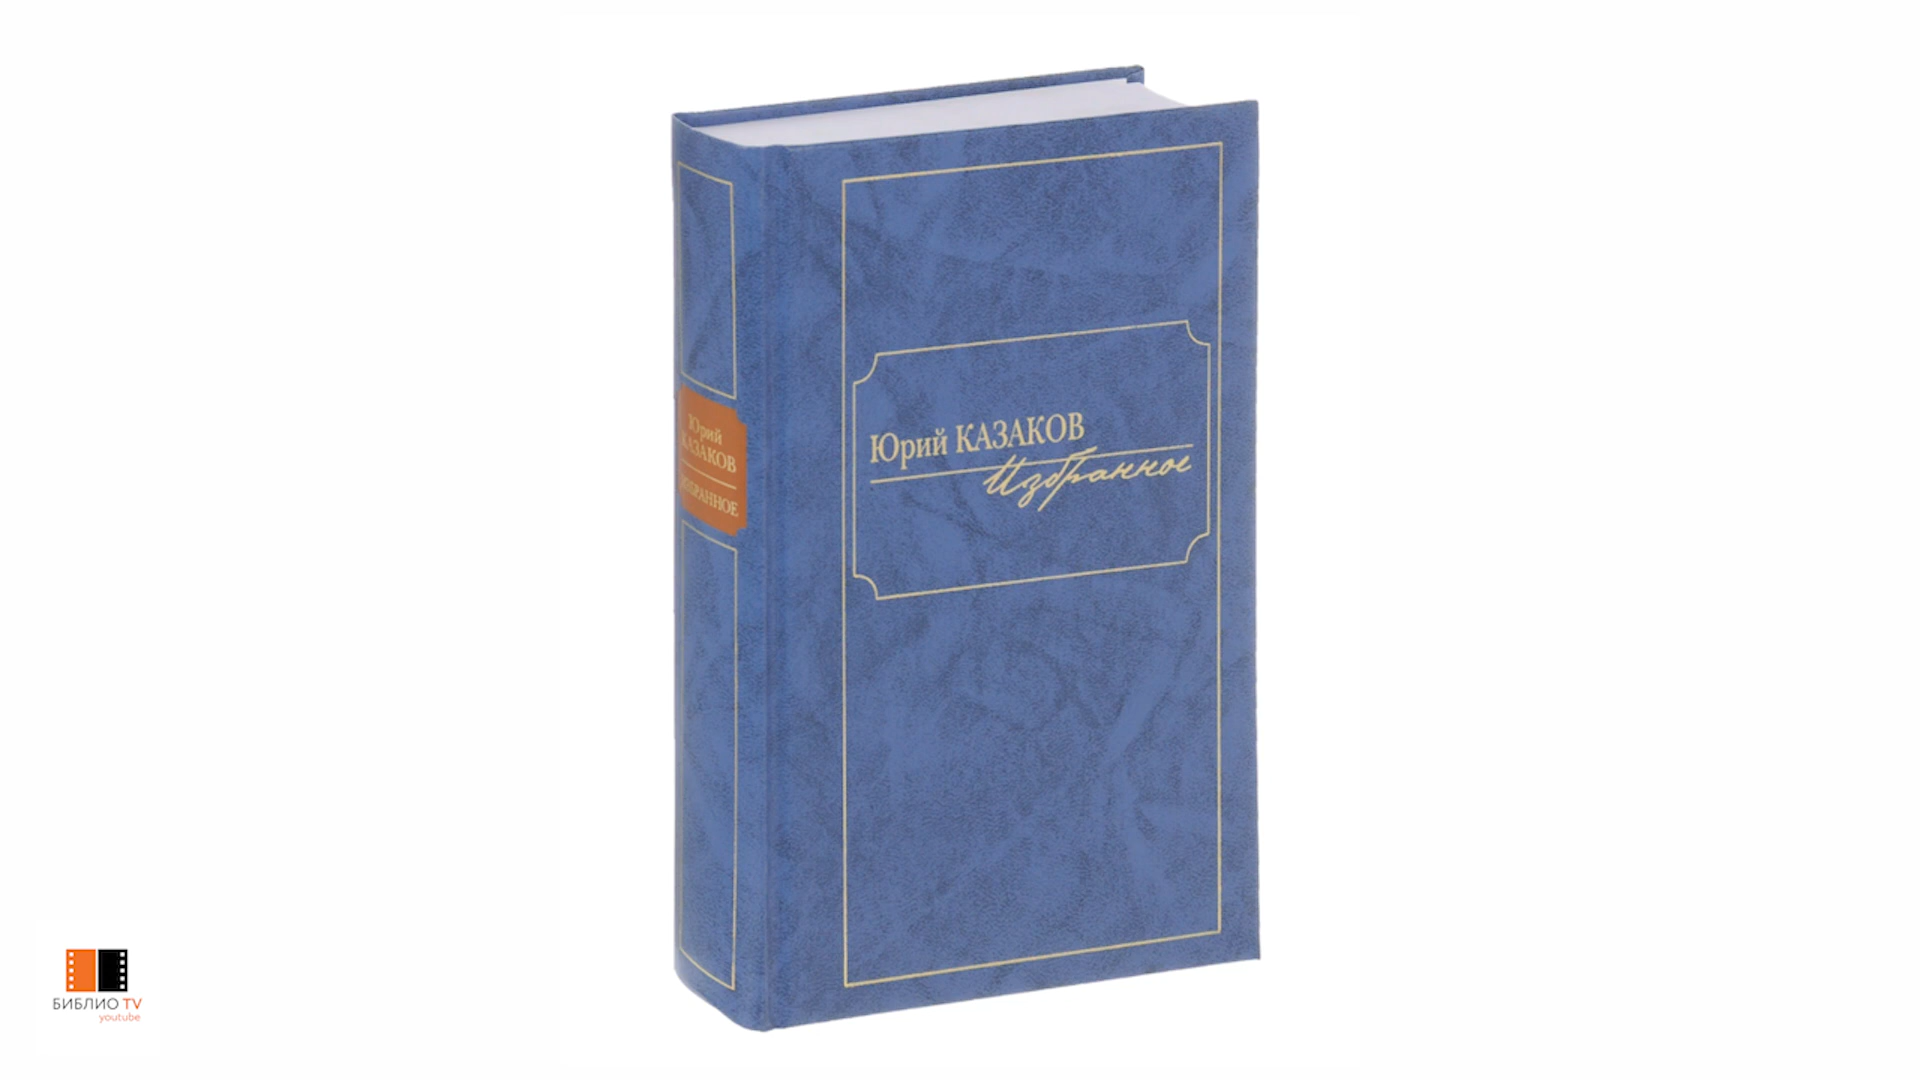 Юрий
КАЗАКОВ
ИЗБРАННОЕ
Юрий КАЗАКОВ
Избранное
БИБЛИО TV
youtube